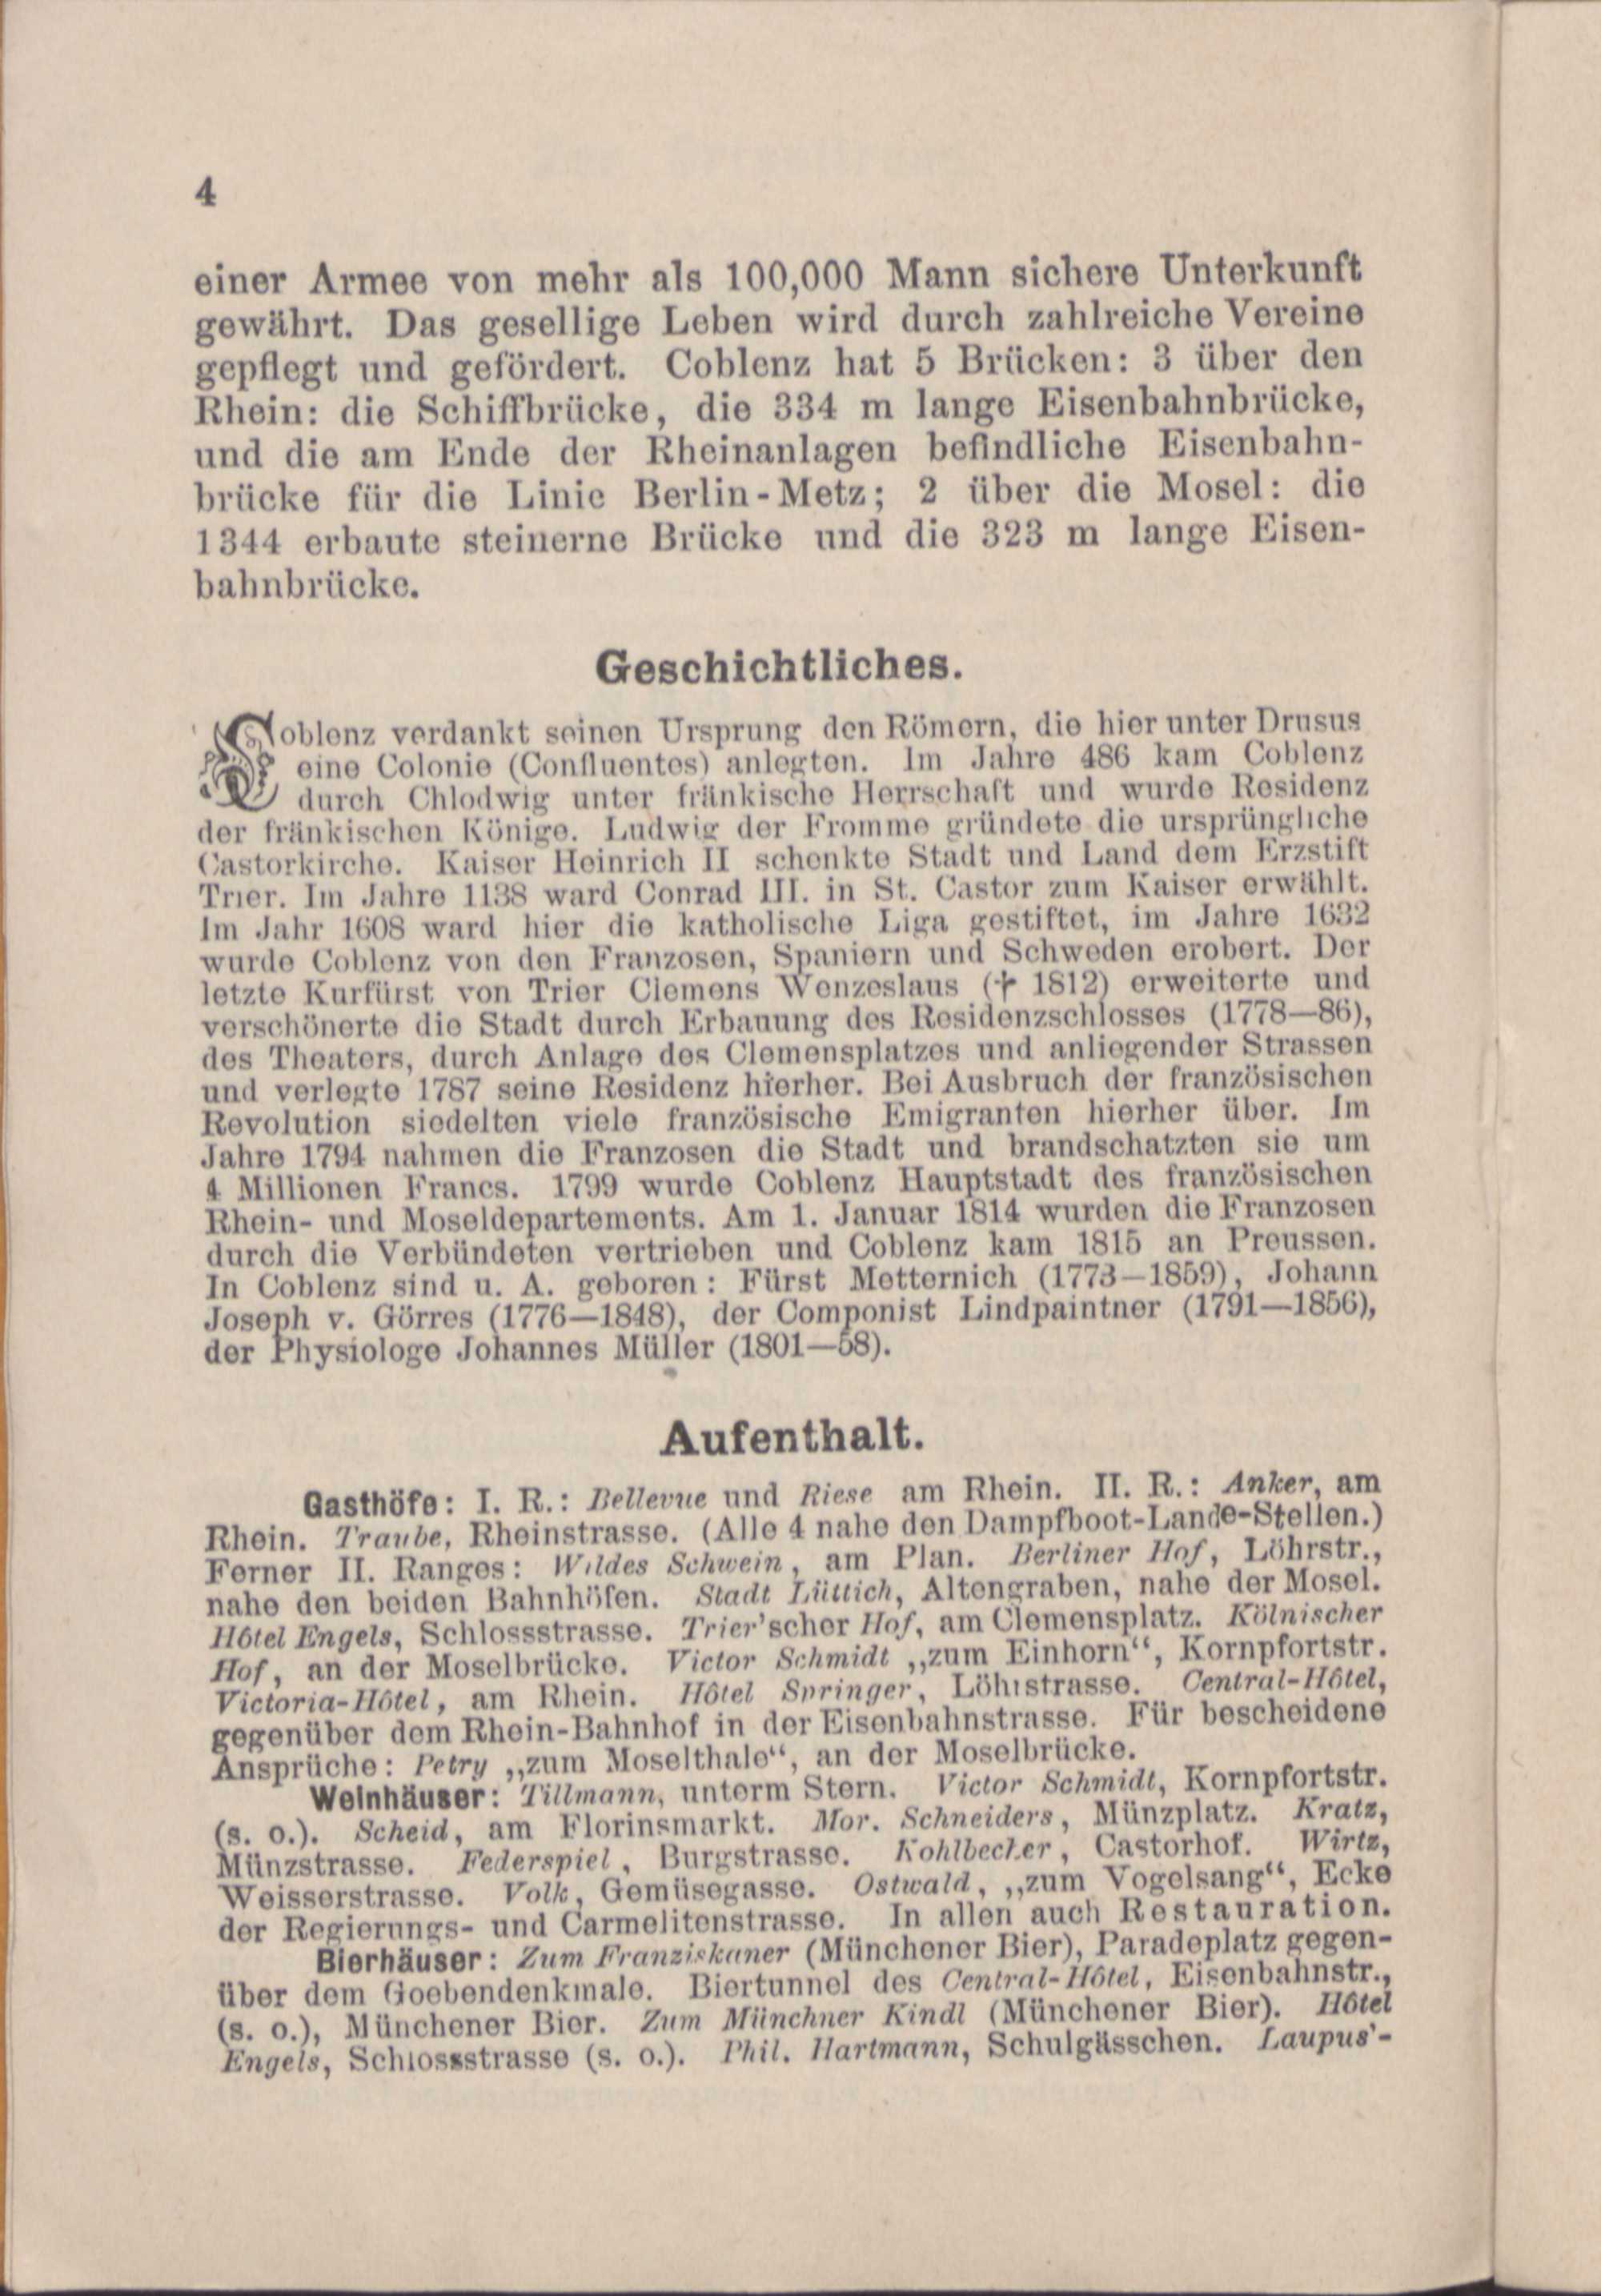 4
einer Armee von mehr als 100,000 Mann sichere Unterkunft
gewährt. Das gesellige Leben wird durch zahlreiche Vereine
gepflegt und gefördert. Coblenz hat 5 Brücken: 3 über den
Rhein: die Schiffbrücke, die 334 m lange Eisenbahnbrücke,
und die am Ende der Rheinanlagen befindliche Eisenbahn-
brücke für die Linie Berlin-Metz; 2 über die Mosel: die
1344 erbaute steinerne Brücke und die 323 m lange Eisen-
bahnbrücke.
Geschichtliches.
Coblenz verdankt seinen Ursprung den Römern, die hier unter Drusus
eine Colonie (Confluentes) anlegten. Im Jahre 486 kam Coblenz
durch Chlodwig unter fränkische Herrschaft und wurde Residenz
der fränkischen Könige. Ludwig der Fromme gründete die ursprüngliche
Castorkirche. Kaiser Heinrich II schenkte Stadt und Land dem Erzstift
Trier. Im Jahre 1138 ward Conrad III. in St. Castor zum Kaiser erwählt.
Im Jahr 1608 ward hier die katholische Liga gestiftet, im Jahre 1632
wurde Coblenz von den Franzosen, Spaniern und Schweden erobert. Der
letzte Kurfürst von Trier Clemens Wenzeslaus († 1812) erweiterte und
verschönerte die Stadt durch Erbauung des Residenzschlosses (1778—86),
des Theaters, durch Anlage des Clemensplatzes und anliegender Strassen
und verlegte 1787 seine Residenz hierher. Bei Ausbruch der französischen
Revolution siedelten viele französische Emigranten hierher über. Im
Jahre 1794 nahmen die Franzosen die Stadt und brandschatzten sie um
4 Millionen Francs. 1799 wurde Coblenz Hauptstadt des französischen
Rhein- und Moseldepartements. Am 1. Januar 1814 wurden die Franzosen
durch die Verbündeten vertrieben und Coblenz kam 1815 an Preussen.
In Coblenz sind u. A. geboren: Fürst Metternich (1773—1859), Johann
Joseph v. Görres (1776—1848), der Componist Lindpaintner (1791—1856),
der Physiologe Johannes Müller (1801—58).
Aufenthalt.
Gasthöfe: I. R.: Bellevue und Riese am Rhein. II. R.: Anker, am
Rhein. Traube, Rheinstrasse. (Alle 4 nahe den Dampfboot-Lande-Stellen.)
Ferner II. Ranges: Wildes Schwein, am Plan. Berliner Hof, Löhrstr.,
nahe den beiden Bahnhöfen. Stadt Lüttich, Altengraben, nahe der Mosel.
Hôtel Engels, Schlossstrasse. Trier'scher Hof, am Clemensplatz. Kölnischer
Hof, an der Moselbrücke. Victor Schmidt „zum Einhorn“, Kornpfortstr.
Victoria-Hôtel, am Rhein. Hôtel Springer, Löhrstrasse. Central-Hôtel,
gegenüber dem Rhein-Bahnhof in der Eisenbahnstrasse. Für bescheidene
Ansprüche: Petry „zum Moselthale“, an der Moselbrücke.
Weinhäuser: Tillmann, unterm Stern. Victor Schmidt, Kornpfortstr.
(s. o.). Scheid, am Florinsmarkt. Mor. Schneiders, Münzplatz. Kratz,
Münzstrasse. Federspiel, Burgstrasse. Kohlbecher, Castorhof. Wirtz,
Weisserstrasse. Volk, Gemüsegasse. Ostwald, „zum Vogelsang“, Ecke
der Regierungs- und Carmelitenstrasse. In allen auch Restauration.
Bierhäuser: Zum Franziskaner (Münchener Bier), Paradeplatz gegen-
über dem Goebendenkmale. Biertunnel des Central-Hôtel, Eisenbahnstr.,
(s. o.), Münchener Bier. Zum Münchner Kindl (Münchener Bier). Hôtel
Engels, Schlossstrasse (s. o.). Phil. Hartmann, Schulgässchen. Laupus'-